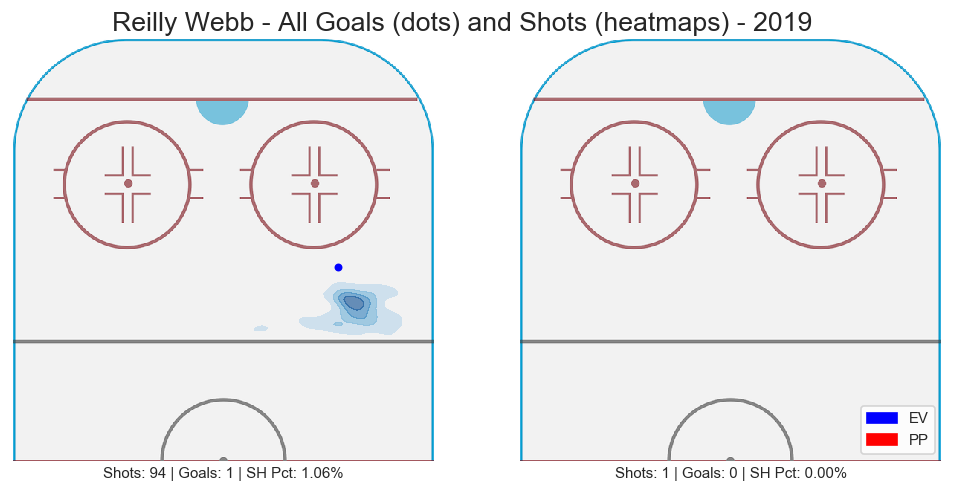 Reilly Webb - All Goals (dots) and Shots (heatmaps) - 2019
EV
PP
Shots: 94 | Goals: 1 | SH Pct: 1.06%
Shots: 1 | Goals: 0 | SH Pct: 0.00%